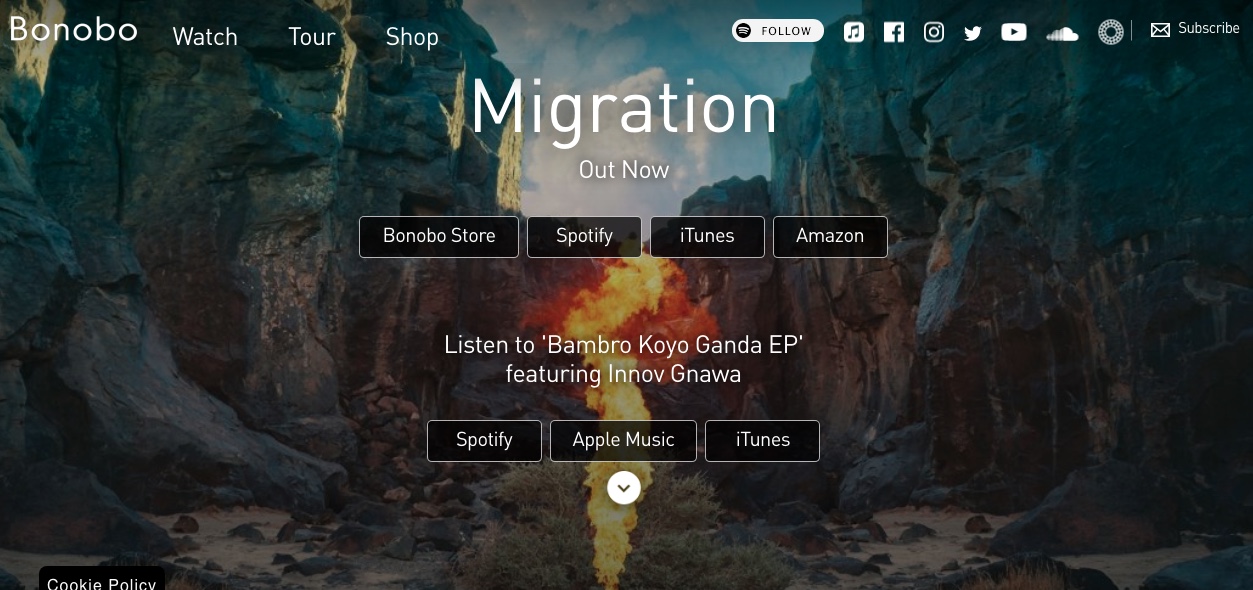 Bonobo
Watch Tour Shop
FOLLOW
Subscribe
Migration
Out Now
Bonobo Store Spotify iTunes Amazon
Listen to 'Bambro Koyo Ganda EP'
featuring Innov Gnawa
Spotify Apple Music iTunes
Cookie Policy